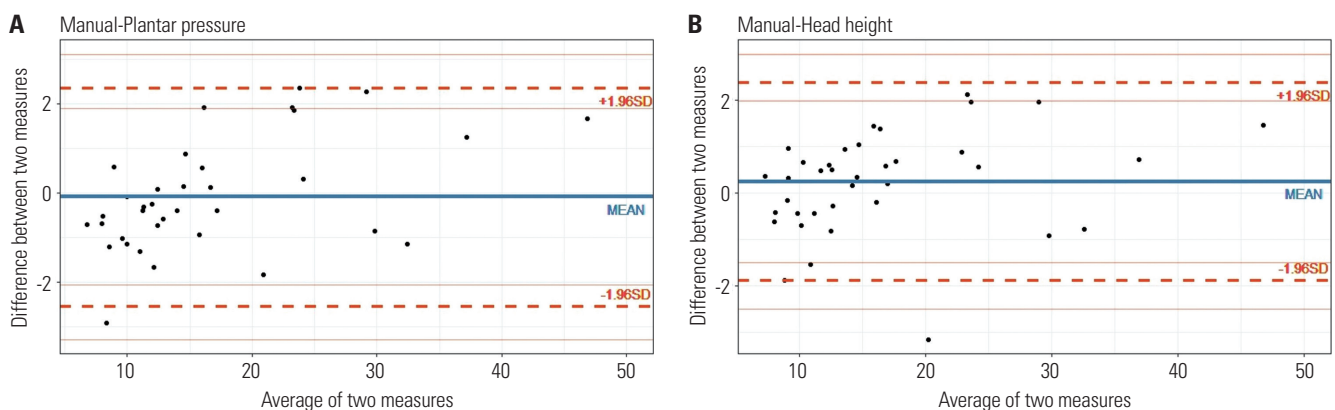 A Manual-Plantar pressure
Difference between two measures
2
0
-2
+1.96SD
MEAN
-1.96SD
10 20 30 40 50
Average of two measures
B Manual-Head height
Difference between two measures
2
0
-2
+1.96SD
MEAN
-1.96SD
10 20 30 40 50
Average of two measures